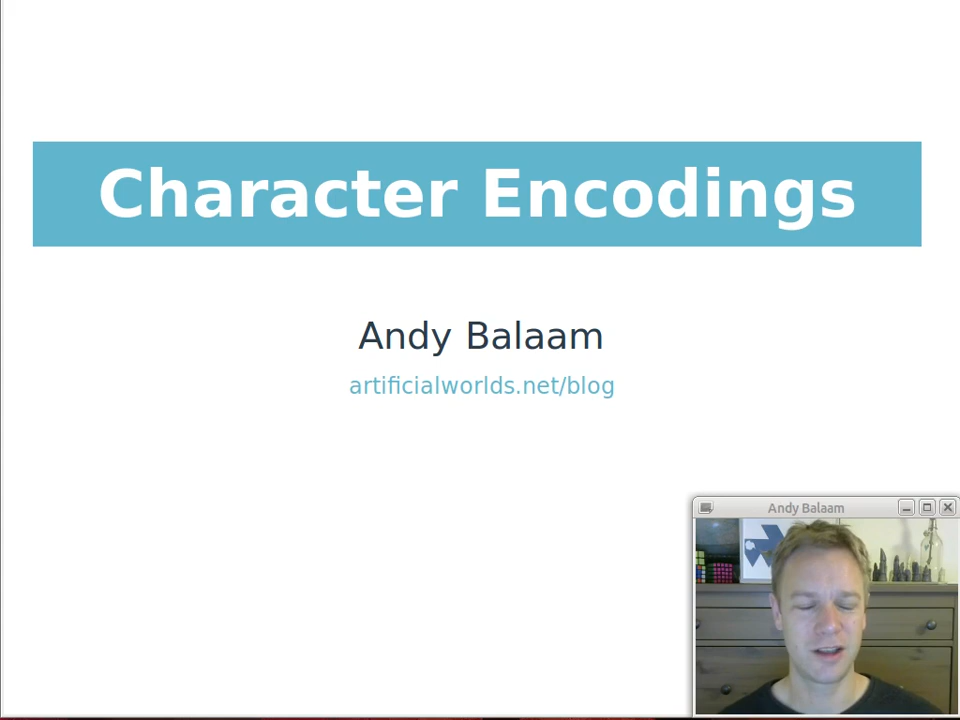 Character Encodings
Andy Balaam
artificialworlds.net/blog
Andy Balaam